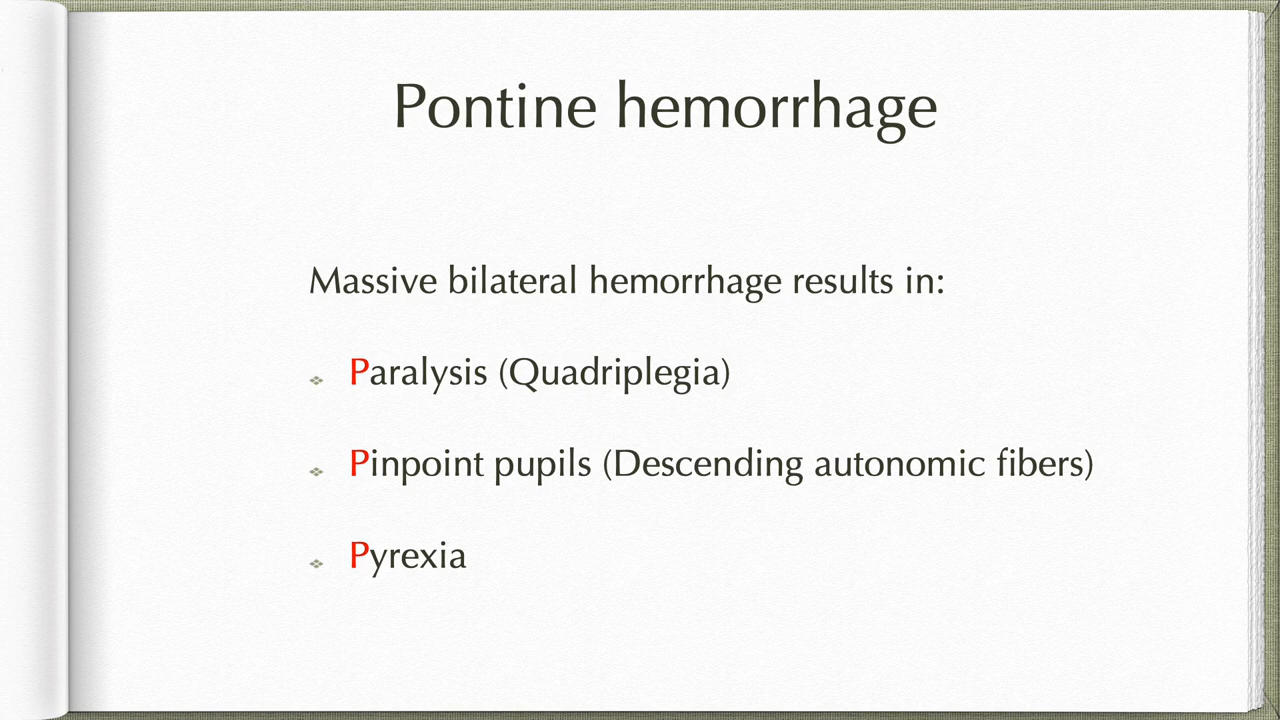 Pontine hemorrhage
Massive bilateral hemorrhage results in:
Paralysis (Quadriplegia)
Pinpoint pupils (Descending autonomic fibers)
Pyrexia